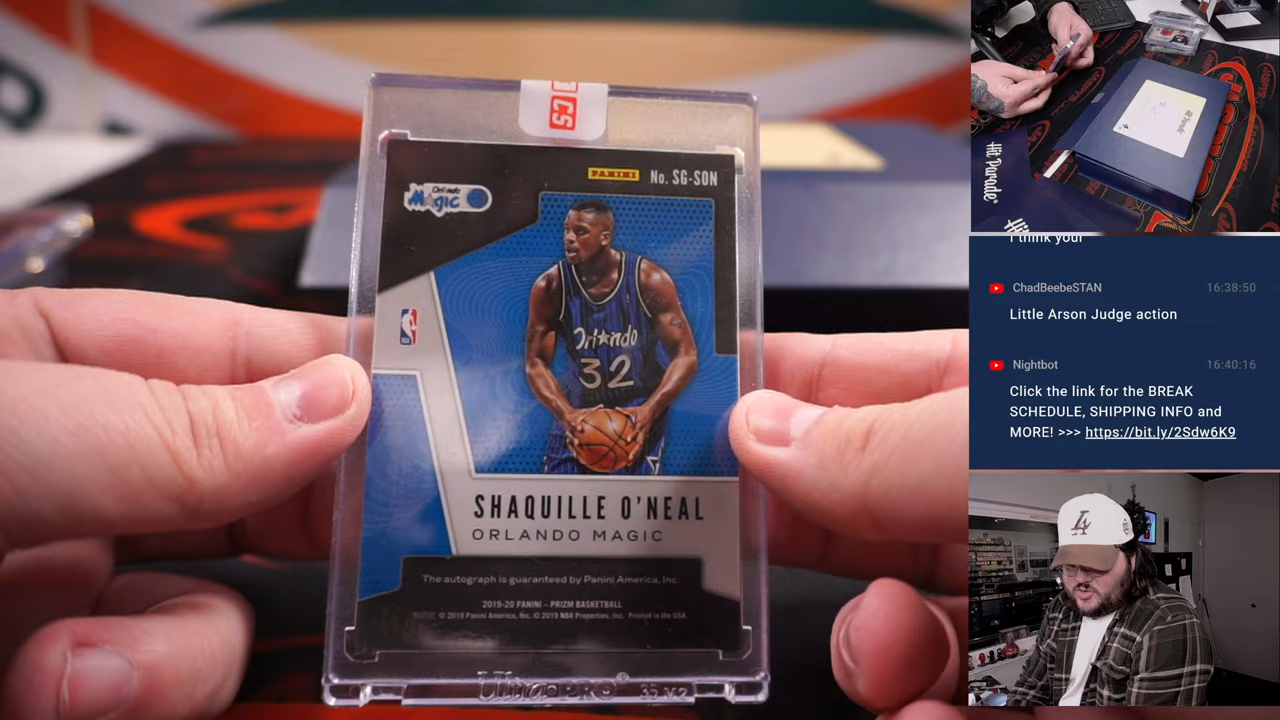 CS
Orlando
Magic
PANINI
No. SG-SON
Orlando
32
SHAQUILLE O'NEAL
ORLANDO MAGIC
The autograph is guaranteed by Panini America, Inc.
2019-20 PANINI – PRIZM BASKETBALL
© 2019 Panini America, Inc. © 2019 NBA Properties, Inc. Printed in the USA.
Ultra PRO®
Hit Parade®
I think your
ChadBeebeSTAN 16:38:50
Little Arson Judge action
Nightbot 16:40:16
Click the link for the BREAK
SCHEDULE, SHIPPING INFO and
MORE! >>> https://bit.ly/2Sdw6K9
LA